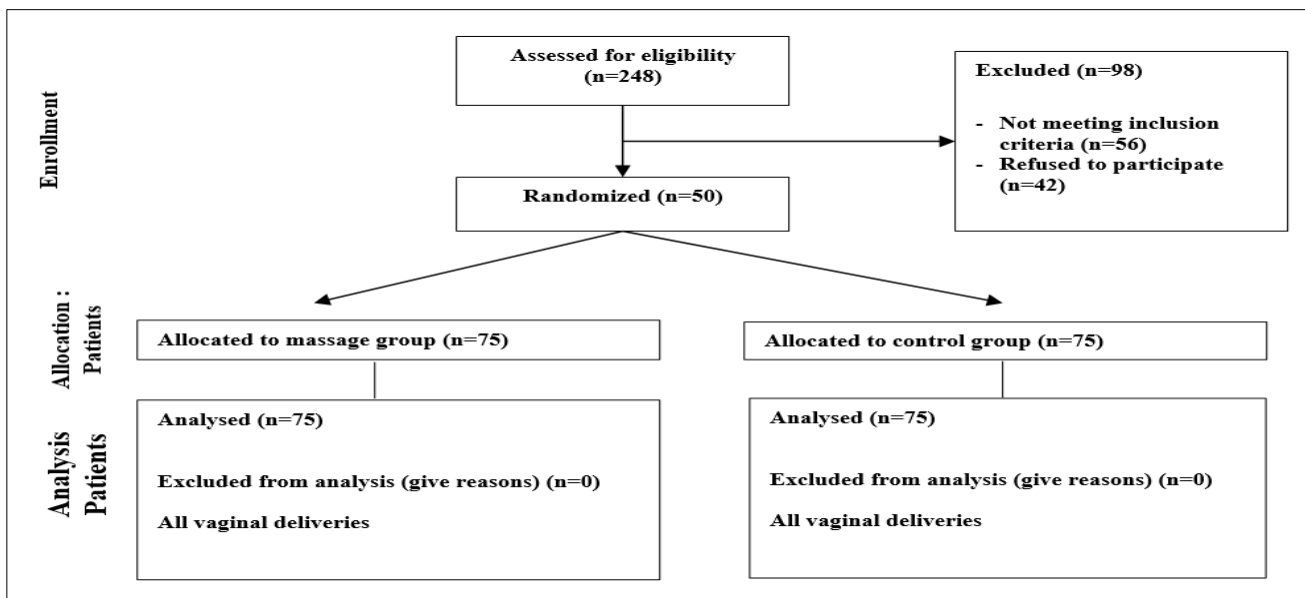 Enrollment
Assessed for eligibility
(n=248)
Excluded (n=98)
- Not meeting inclusion
criteria (n=56)
- Refused to participate
(n=42)
Randomized (n=50)
Allocation :
Patients
Allocated to massage group (n=75)
Allocated to control group (n=75)
Analysis
Patients
Analysed (n=75)
Excluded from analysis (give reasons) (n=0)
All vaginal deliveries
Analysed (n=75)
Excluded from analysis (give reasons) (n=0)
All vaginal deliveries